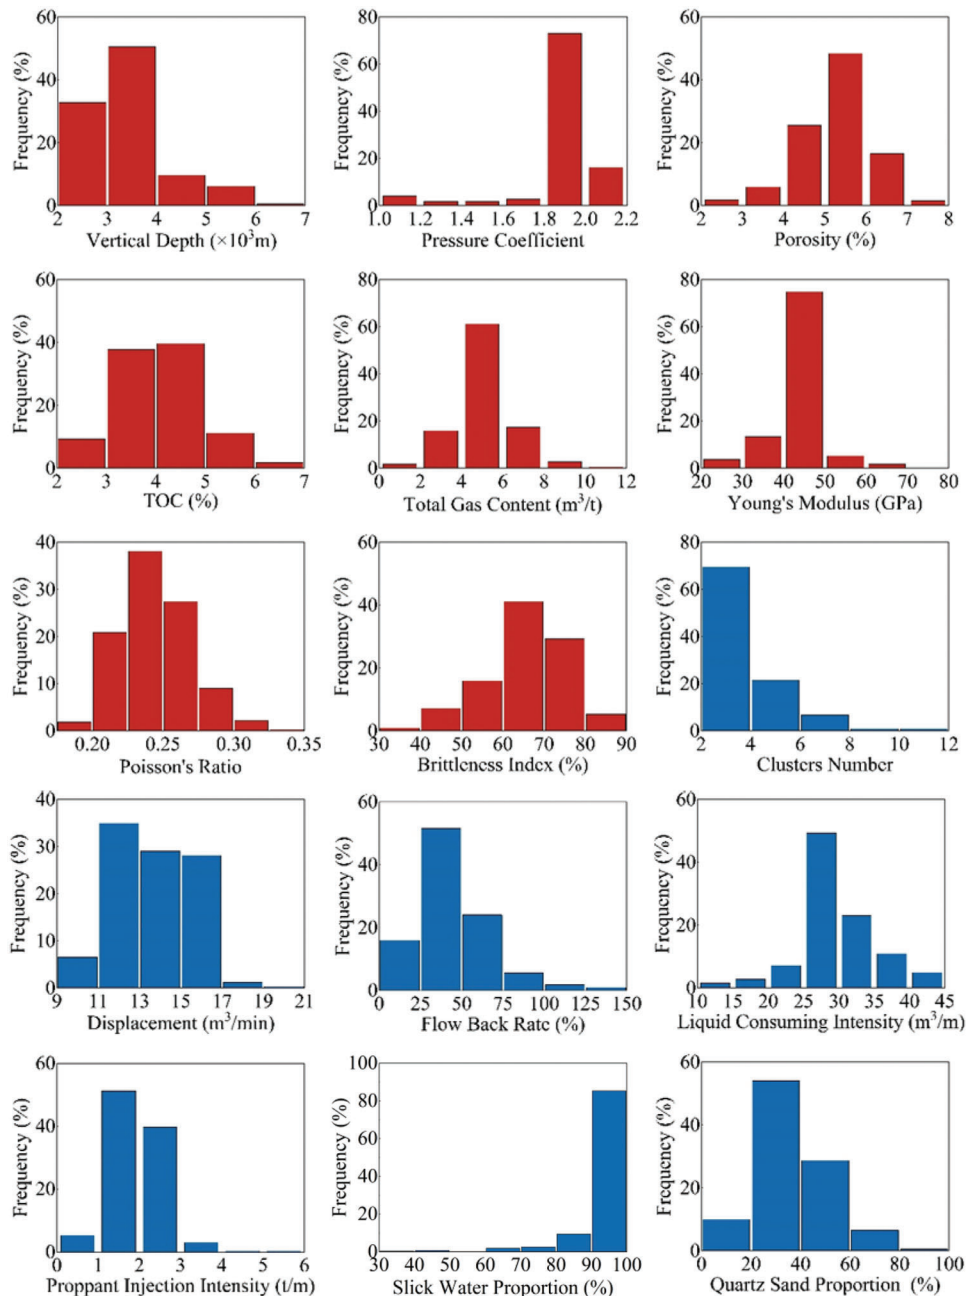 60
40
20
0
Frequency (%)
2 3 4 5 6 7
Vertical Depth (×10³m)
80
60
40
20
0
Frequency (%)
1.0 1.2 1.4 1.6 1.8 2.0 2.2
Pressure Coefficient
60
40
20
0
Frequency (%)
2 3 4 5 6 7 8
Porosity (%)
60
40
20
0
Frequency (%)
2 3 4 5 6 7
TOC (%)
80
60
40
20
0
Frequency (%)
0 2 4 6 8 10 12
Total Gas Content (m³/t)
80
60
40
20
0
Frequency (%)
20 30 40 50 60 70 80
Young's Modulus (GPa)
40
30
20
10
0
Frequency (%)
0.20 0.25 0.30 0.35
Poisson's Ratio
60
40
20
0
Frequency (%)
30 40 50 60 70 80 90
Brittleness Index (%)
80
60
40
20
0
Frequency (%)
2 4 6 8 10 12
Clusters Number
40
30
20
10
0
Frequency (%)
9 11 13 15 17 19 21
Displacement (m³/min)
60
40
20
0
Frequency (%)
0 25 50 75 100 125 150
Flow Back Rate (%)
60
40
20
0
Frequency (%)
10 15 20 25 30 35 40 45
Liquid Consuming Intensity (m³/m)
60
40
20
0
Frequency (%)
0 1 2 3 4 5 6
Proppant Injection Intensity (t/m)
100
80
60
40
20
0
Frequency (%)
30 40 50 60 70 80 90 100
Slick Water Proportion (%)
60
40
20
0
Frequency (%)
0 20 40 60 80 100
Quartz Sand Proportion (%)